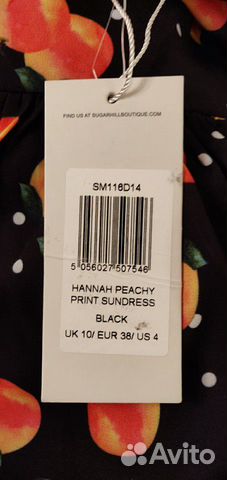 FIND US AT SUGARHILLBOUTIQUE.COM
SM116D14
5 056027 507546
HANNAH PEACHY
PRINT SUNDRESS
BLACK
UK 10/ EUR 38/ US 4
Avito